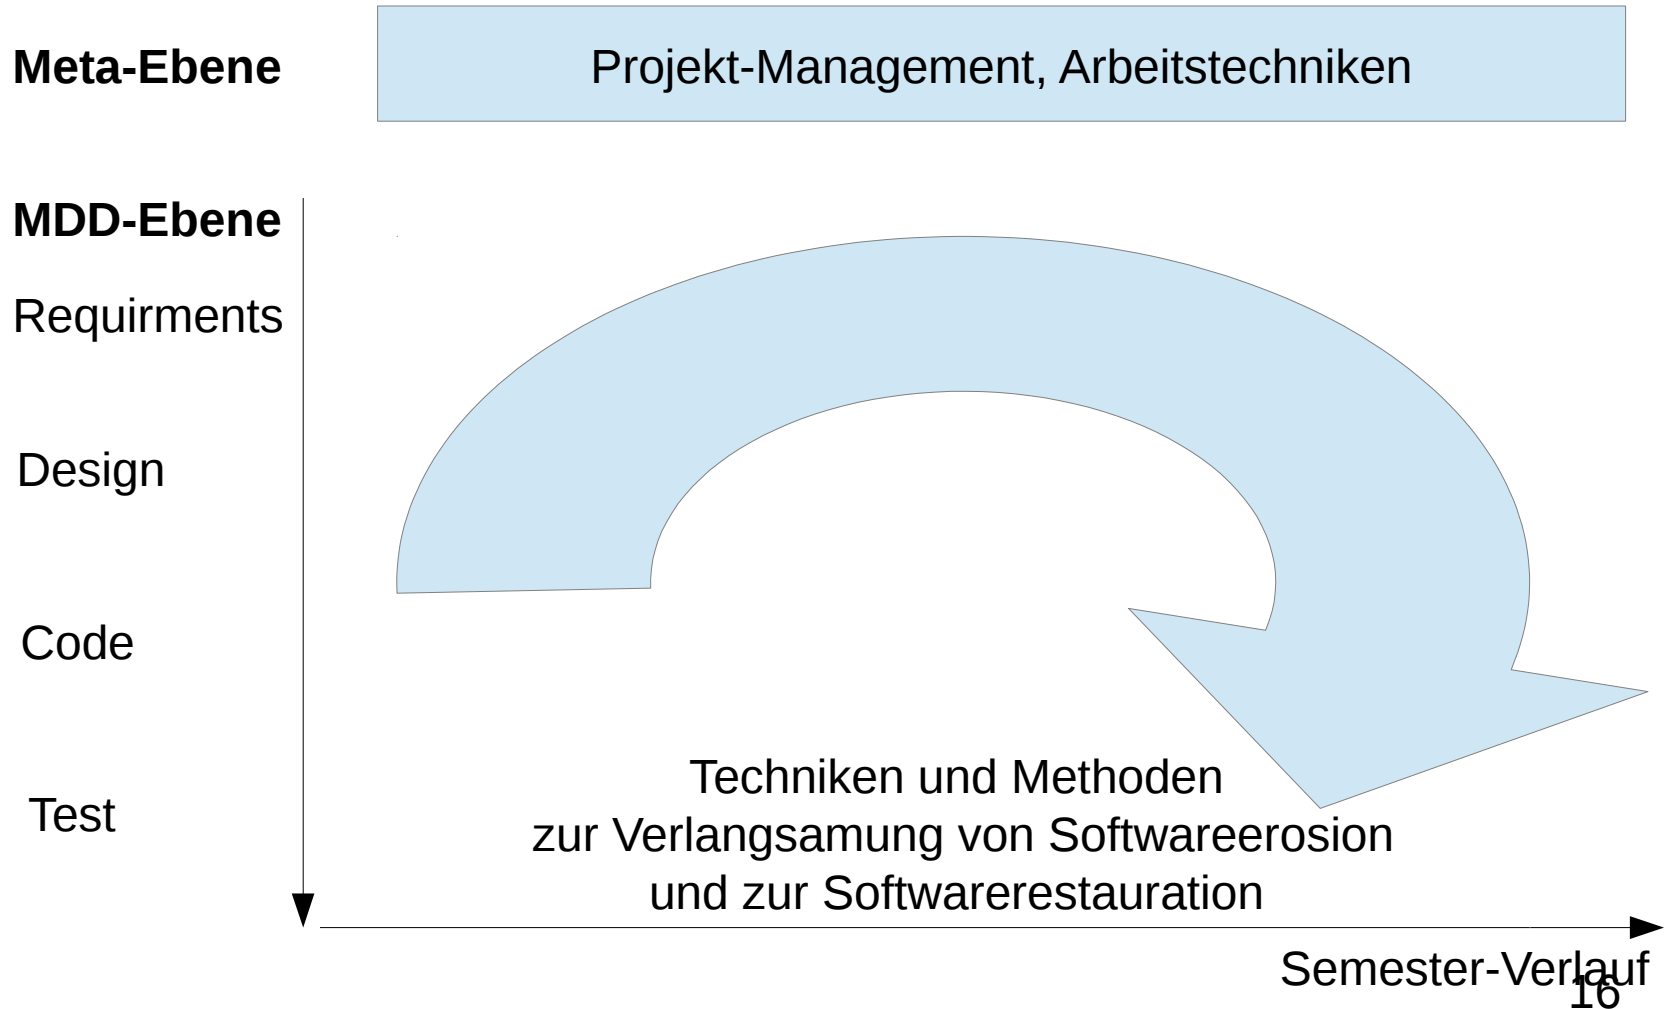 Meta-Ebene
Projekt-Management, Arbeitstechniken
MDD-Ebene
Requirments
Design
Code
Test
Techniken und Methoden
zur Verlangsamung von Softwareerosion
und zur Softwarerestauration
Semester-Verlauf
16